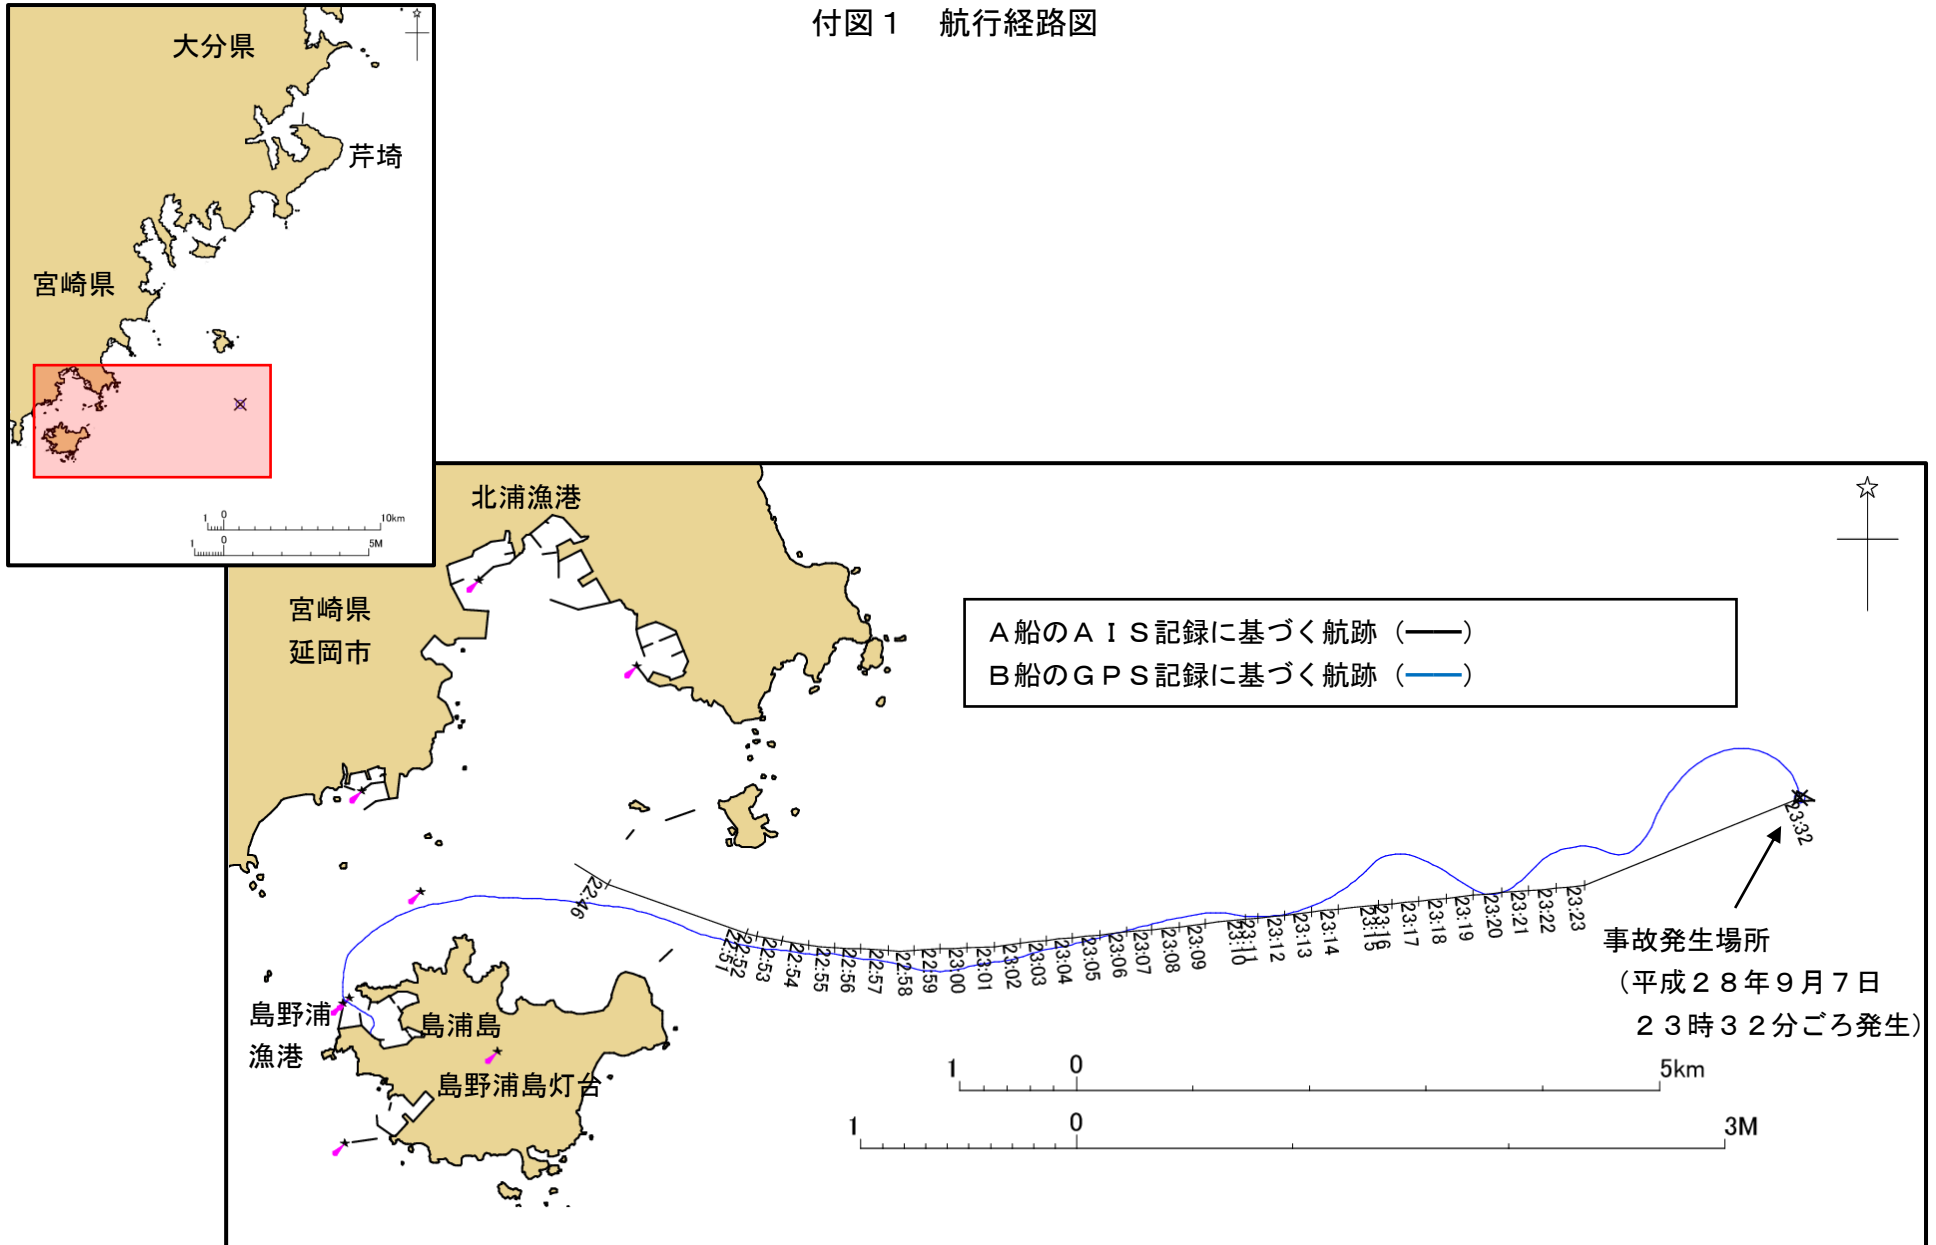 付図１　航行経路図
大分県
芹埼
宮崎県
1 0 10km
1 0 5M
北浦漁港
宮崎県
延岡市
Ａ船のＡＩＳ記録に基づく航跡（━━）
Ｂ船のＧＰＳ記録に基づく航跡（━━）
22:46
22:51
22:52
22:53
22:54
22:55
22:56
22:57
22:58
22:59
23:00
23:01
23:02
23:03
23:04
23:05
23:06
23:07
23:08
23:09
23:10
23:11
23:12
23:13
23:14
23:15
23:16
23:17
23:18
23:19
23:20
23:21
23:22
23:23
23:32
事故発生場所
（平成２８年９月７日
２３時３２分ごろ発生）
島野浦
漁港
島浦島
島野浦島灯台
1 0 5km
1 0 3M